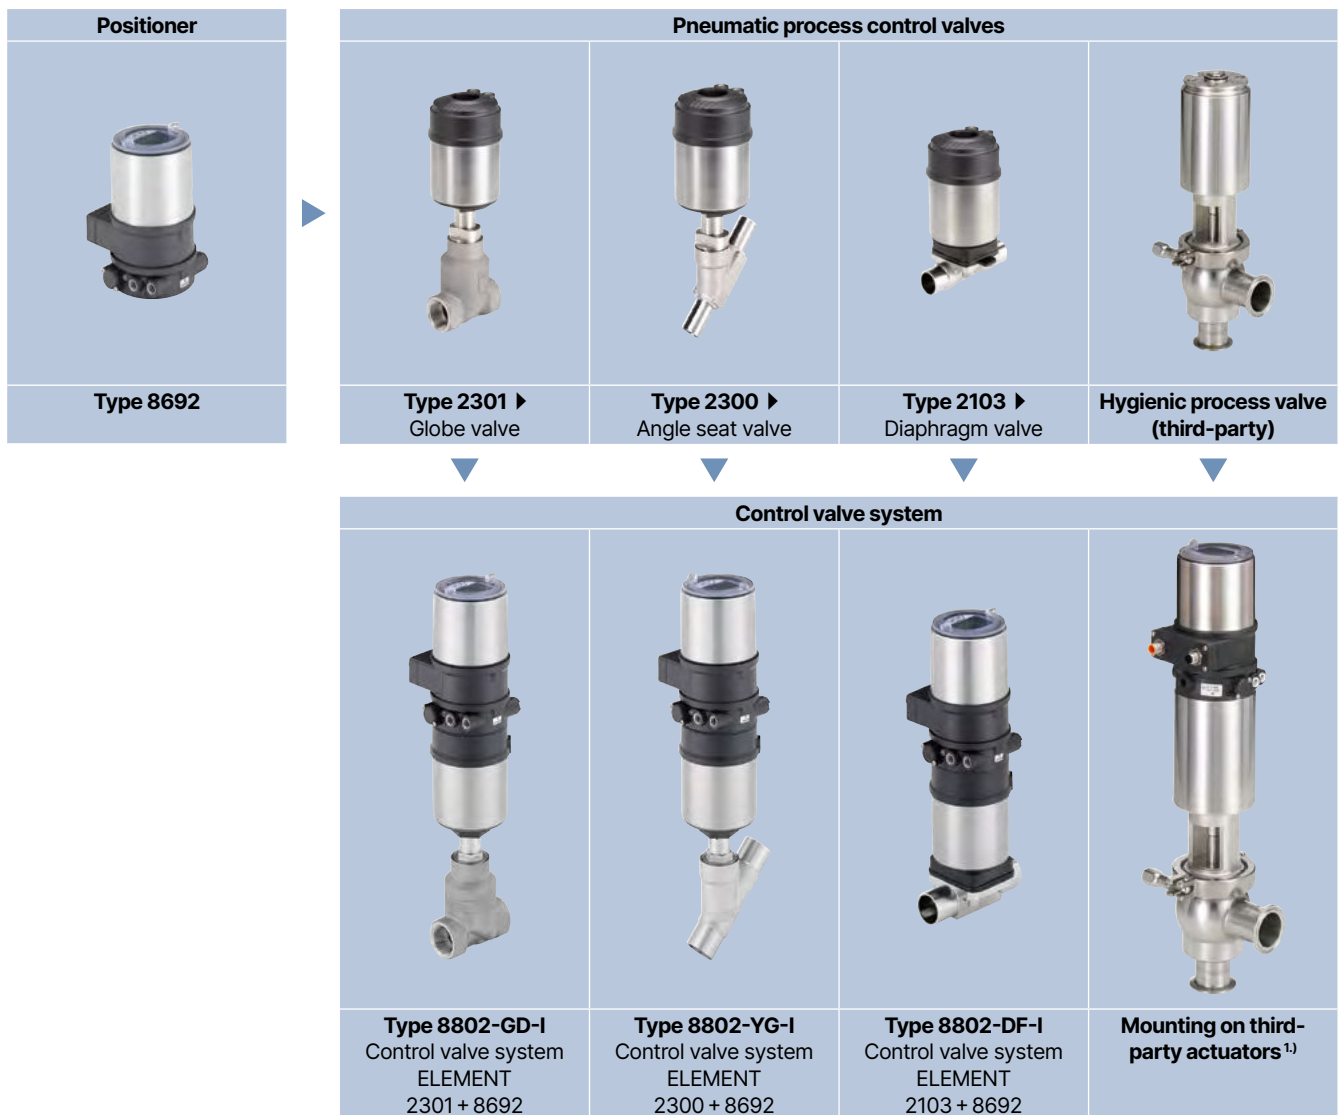 Positioner
Pneumatic process control valves
Type 8692
Type 2301
Globe valve
Type 2300
Angle seat valve
Type 2103
Diaphragm valve
Hygienic process valve
(third-party)
Control valve system
Type 8802-GD-I
Control valve system
ELEMENT
2301 + 8692
Type 8802-YG-I
Control valve system
ELEMENT
2300 + 8692
Type 8802-DF-I
Control valve system
ELEMENT
2103 + 8692
Mounting on third-
party actuators 1.)